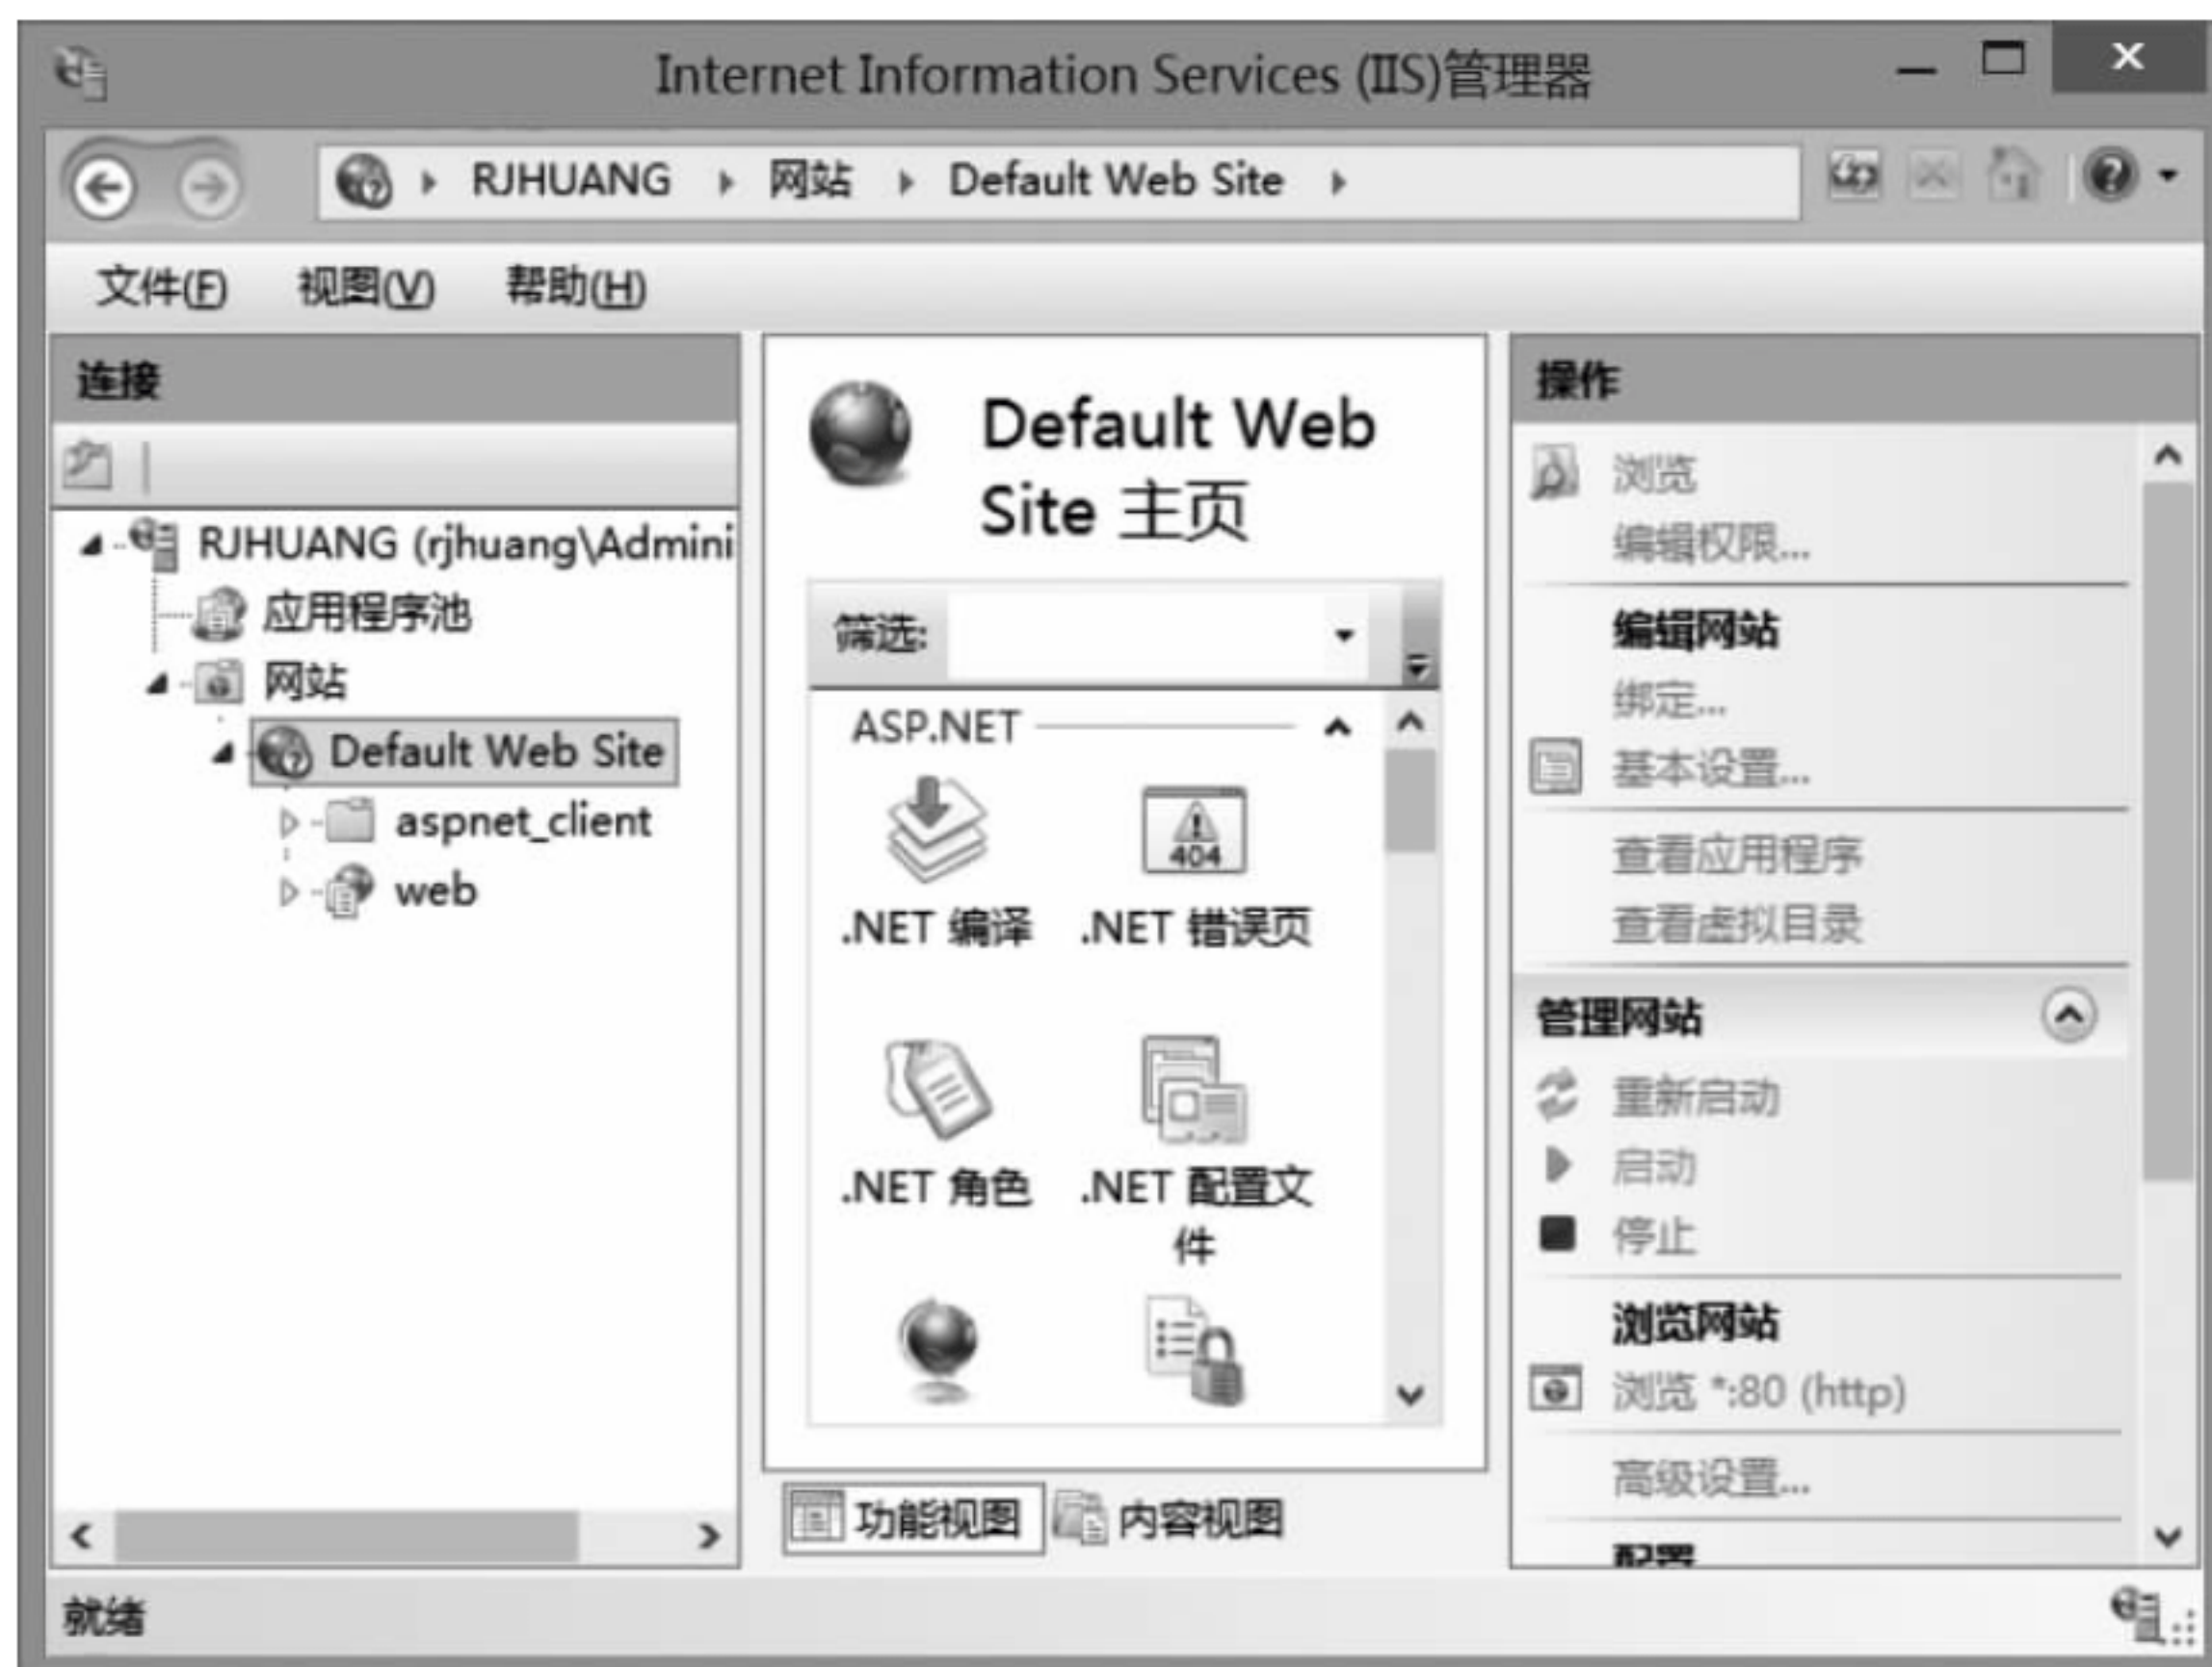 Internet Information Services (IIS)管理器
RJHUANG 网站 Default Web Site
文件(F) 视图(V) 帮助(H)
连接
RJHUANG (rjhuang\Admini
应用程序池
网站
Default Web Site
aspnet_client
web
Default Web
Site 主页
筛选:
ASP.NET
.NET 编译
404
.NET 错误页
.NET 角色
.NET 配置文
件
功能视图
内容视图
操作
浏览
编辑权限...
编辑网站
绑定...
基本设置...
查看应用程序
查看虚拟目录
管理网站
重新启动
启动
停止
浏览网站
浏览 *:80 (http)
高级设置...
配置
就绪